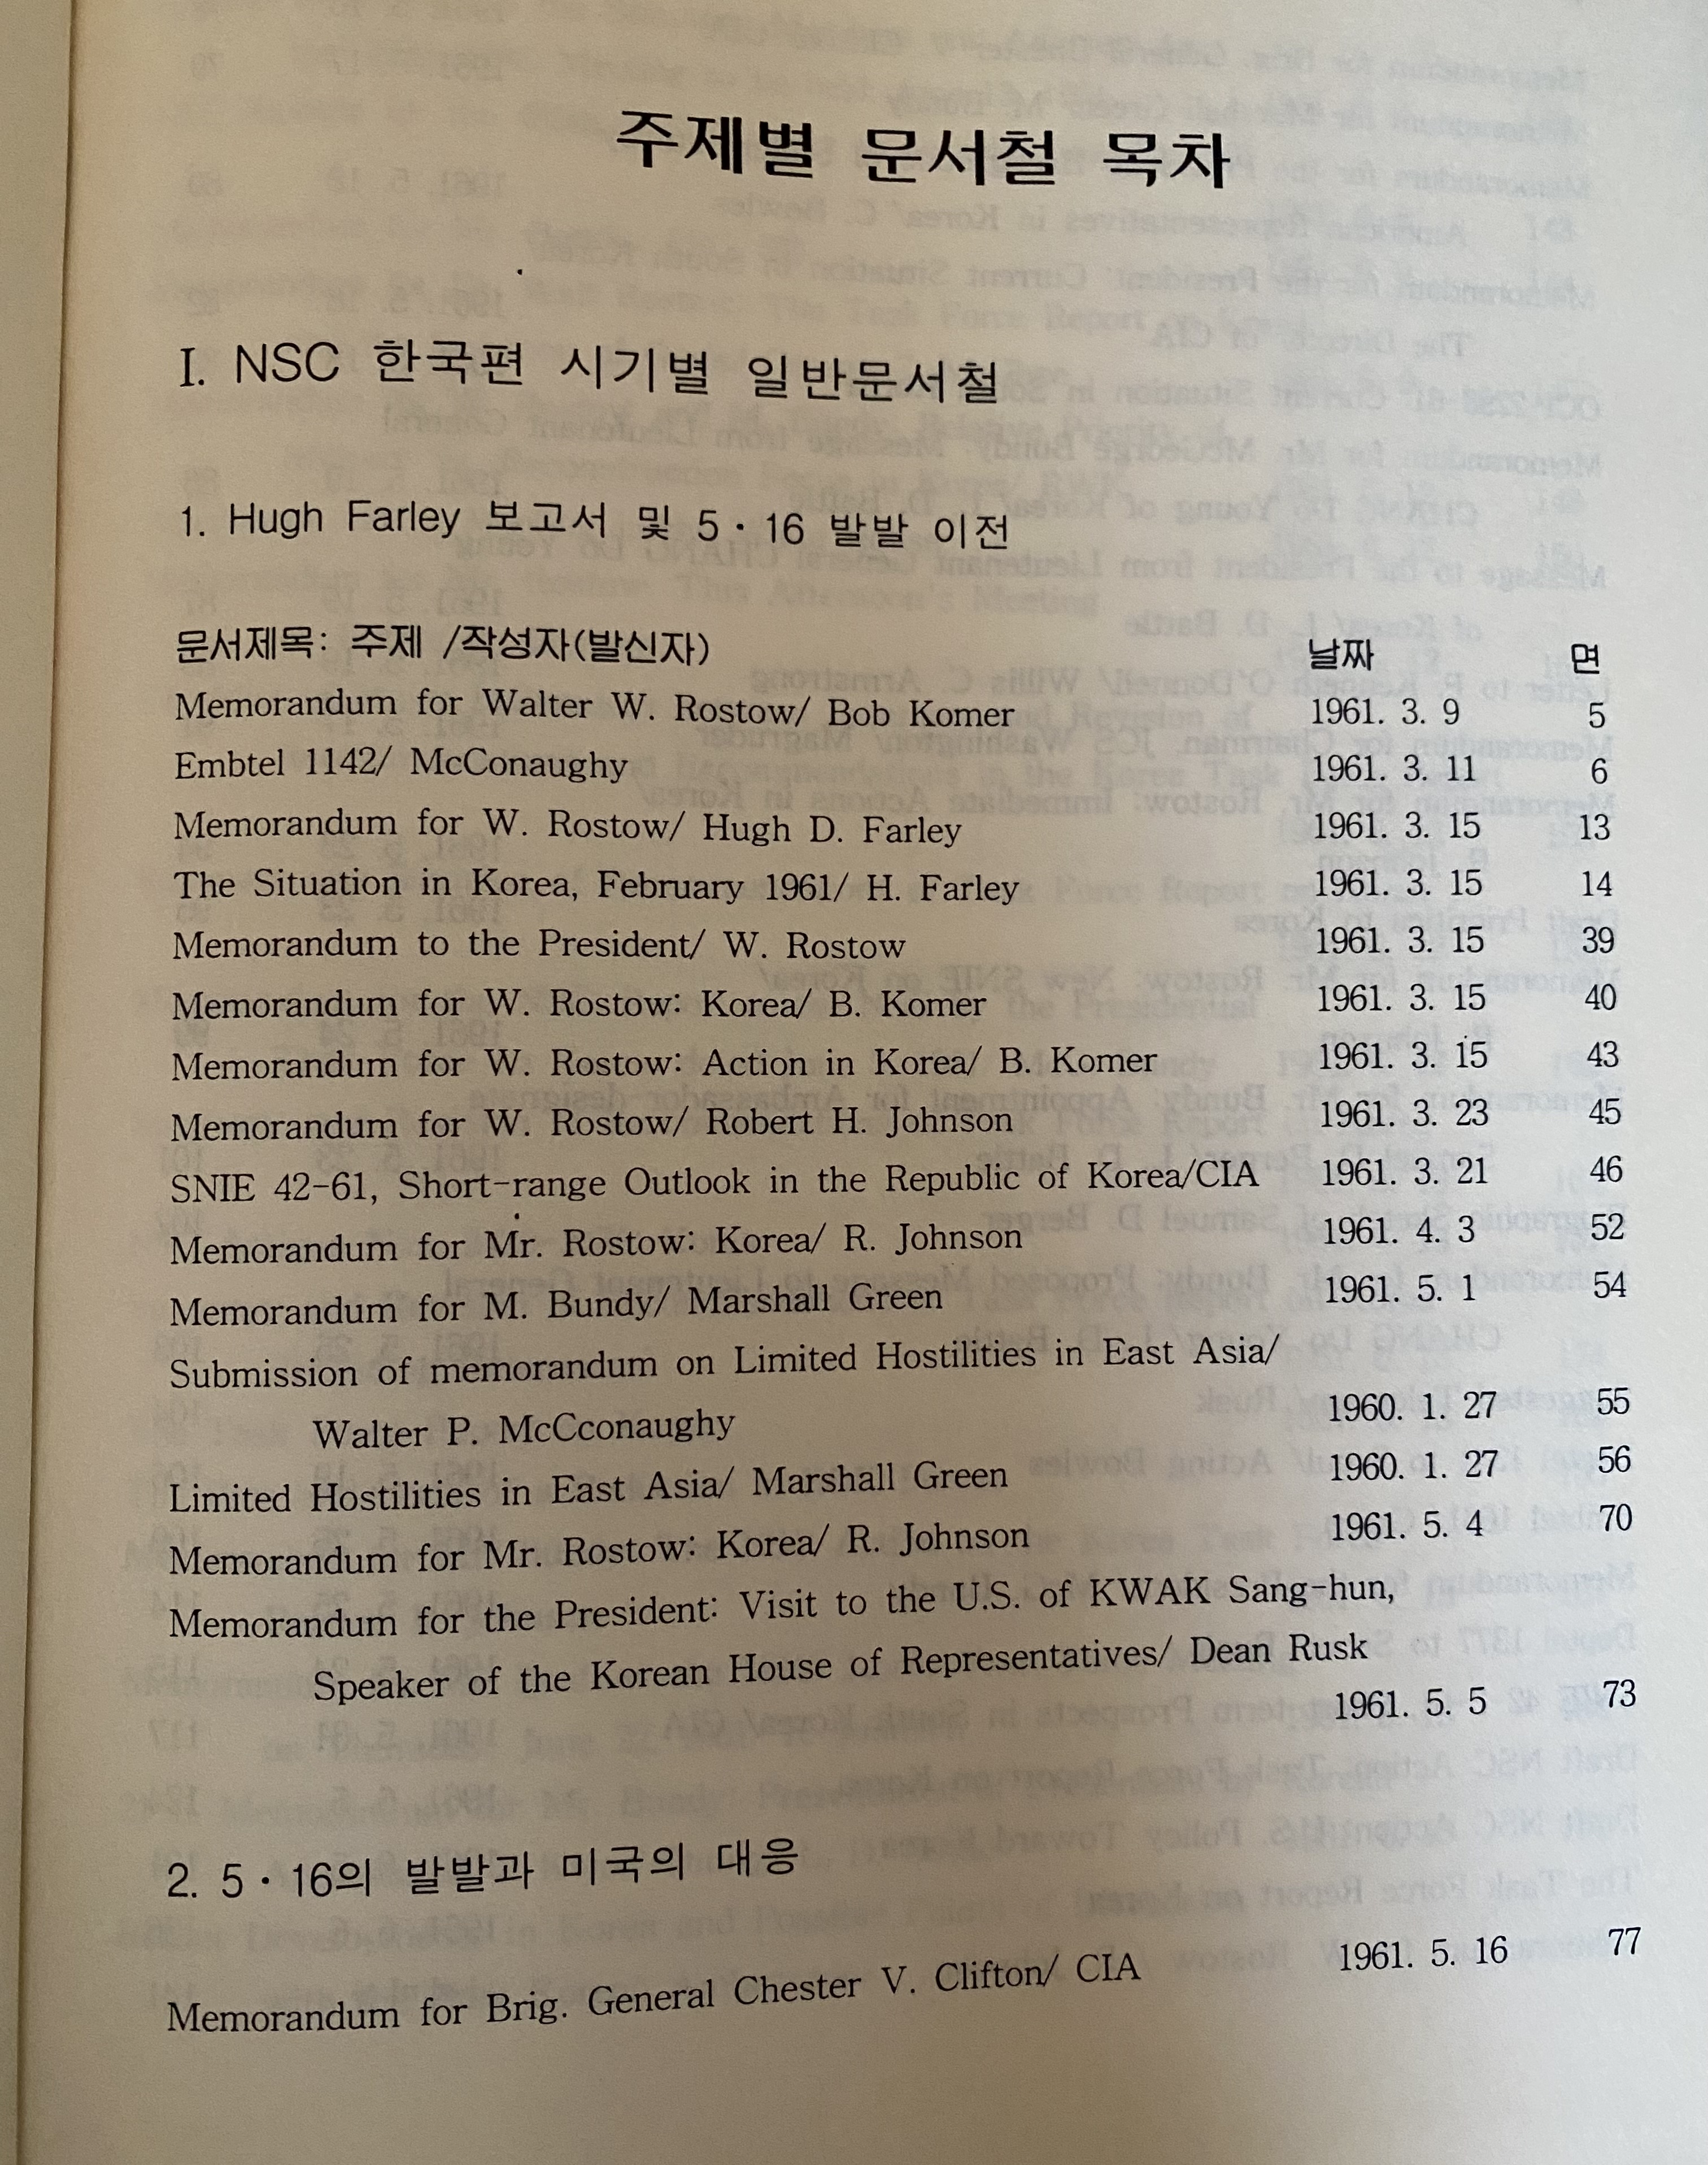 주제별 문서철 목차
I. NSC 한국편 시기별 일반문서철
1. Hugh Farley 보고서 및 5·16 발발 이전
문서제목: 주제 /작성자(발신자) 날짜 면
Memorandum for Walter W. Rostow/ Bob Komer 1961. 3. 9 5
Embtel 1142/ McConaughy 1961. 3. 11 6
Memorandum for W. Rostow/ Hugh D. Farley 1961. 3. 15 13
The Situation in Korea, February 1961/ H. Farley 1961. 3. 15 14
Memorandum to the President/ W. Rostow 1961. 3. 15 39
Memorandum for W. Rostow: Korea/ B. Komer 1961. 3. 15 40
Memorandum for W. Rostow: Action in Korea/ B. Komer 1961. 3. 15 43
Memorandum for W. Rostow/ Robert H. Johnson 1961. 3. 23 45
SNIE 42-61, Short-range Outlook in the Republic of Korea/CIA 1961. 3. 21 46
Memorandum for Mr. Rostow: Korea/ R. Johnson 1961. 4. 3 52
Memorandum for M. Bundy/ Marshall Green 1961. 5. 1 54
Submission of memorandum on Limited Hostilities in East Asia/
Walter P. McCconaughy 1960. 1. 27 55
Limited Hostilities in East Asia/ Marshall Green 1960. 1. 27 56
Memorandum for Mr. Rostow: Korea/ R. Johnson 1961. 5. 4 70
Memorandum for the President: Visit to the U.S. of KWAK Sang-hun,
Speaker of the Korean House of Representatives/ Dean Rusk
1961. 5. 5 73
2. 5·16의 발발과 미국의 대응
Memorandum for Brig. General Chester V. Clifton/ CIA 1961. 5. 16 77